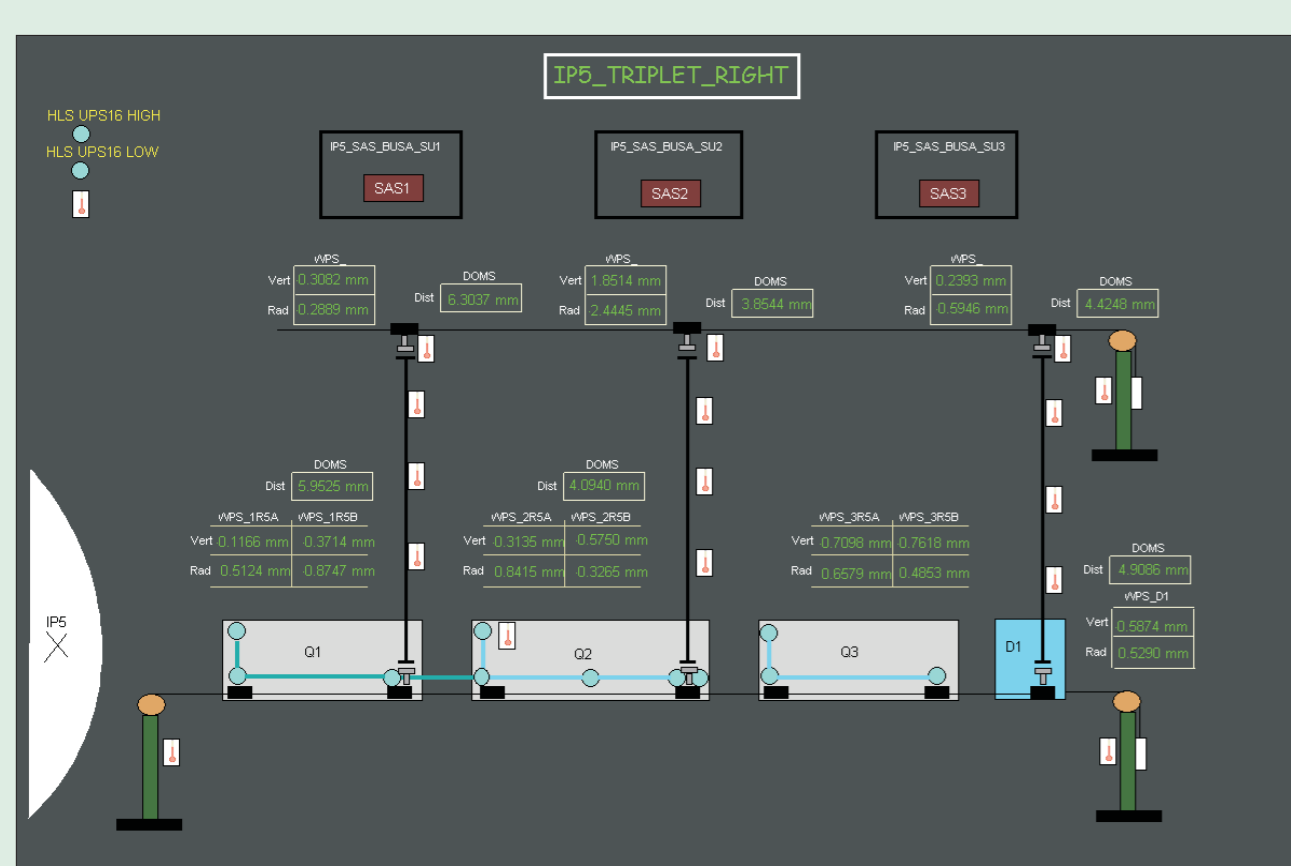 IP5_TRIPLET_RIGHT
HLS UPS16 HIGH
HLS UPS16 LOW
IP5_SAS_BUSA_SU1 IP5_SAS_BUSA_SU2 IP5_SAS_BUSA_SU3
SAS1 SAS2 SAS3
WPS_ WPS_ WPS_
DOMS DOMS DOMS
Vert -0.3082 mm Vert 1.8514 mm Vert 0.2393 mm
Dist 6.3037 mm Dist 3.8544 mm Dist 4.4248 mm
Rad -0.2889 mm Rad -2.4445 mm Rad -0.5946 mm
DOMS DOMS
Dist 5.9525 mm Dist 4.0940 mm
WPS_1R5A WPS_1R5B WPS_2R5A WPS_2R5B WPS_3R5A WPS_3R5B
Vert -0.1166 mm -0.3714 mm Vert -0.3135 mm -0.5750 mm Vert -0.7098 mm 0.7618 mm
Rad 0.5124 mm -0.8747 mm Rad 0.8415 mm -0.3265 mm Rad 0.6579 mm 0.4853 mm
DOMS
Dist 4.9086 mm
WPS_D1
Vert -0.5874 mm
Rad 0.5290 mm
IP5
Q1 Q2 Q3 D1